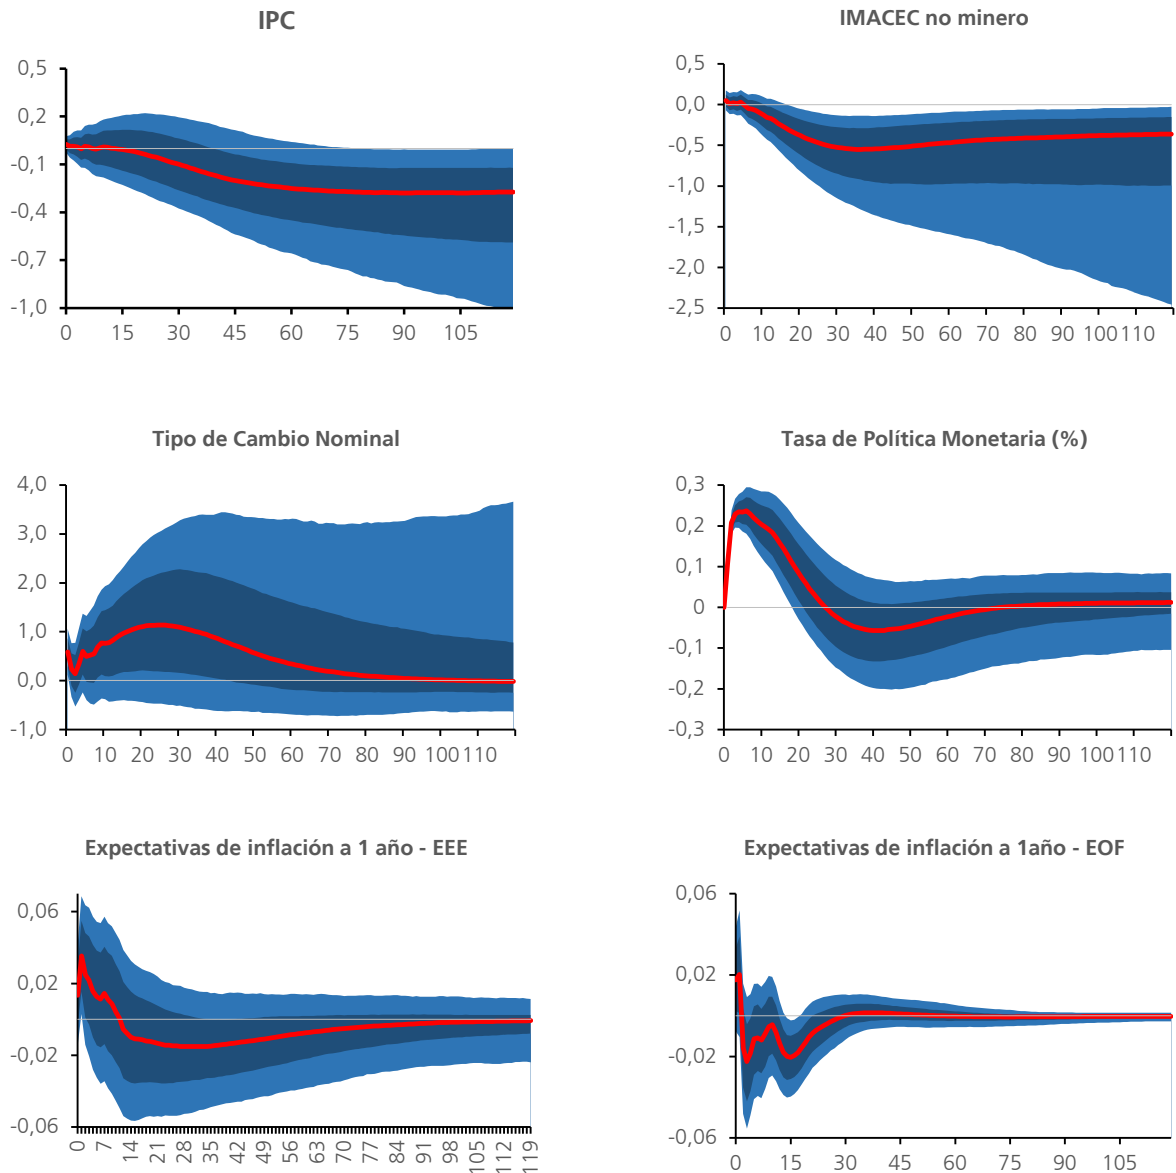 IPC
0,5
0,2
-0,1
-0,4
-0,7
-1,0
0 15 30 45 60 75 90 105
IMACEC no minero
0,5
0,0
-0,5
-1,0
-1,5
-2,0
-2,5
0 10 20 30 40 50 60 70 80 90 100 110
Tipo de Cambio Nominal
4,0
3,0
2,0
1,0
0,0
-1,0
0 10 20 30 40 50 60 70 80 90 100 110
Tasa de Política Monetaria (%)
0,3
0,2
0,1
0
-0,1
-0,2
-0,3
0 10 20 30 40 50 60 70 80 90 100 110
Expectativas de inflación a 1 año - EEE
0,06
0,02
-0,02
-0,06
0 7 14 21 28 35 42 49 56 63 70 77 84 91 98 105 112 119
Expectativas de inflación a 1año - EOF
0,06
0,02
-0,02
-0,06
0 15 30 45 60 75 90 105